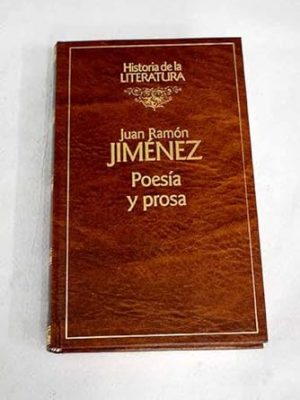 Historia de la
LITERATURA
Juan Ramón
JIMÉNEZ
Poesía
y prosa